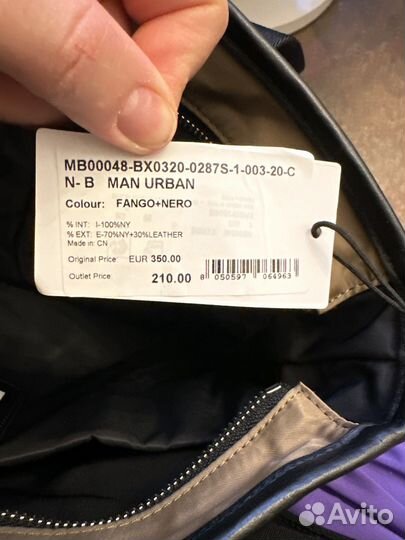 MB00048-BX0320-0287S-1-003-20-C
N- B MAN URBAN
Colour: FANGO+NERO
% INT: I-100%NY
% EXT: E-70%NY+30%LEATHER
Made in: CN
Original Price: EUR 350.00
Outlet Price: 210.00
8 050597 064963
Avito